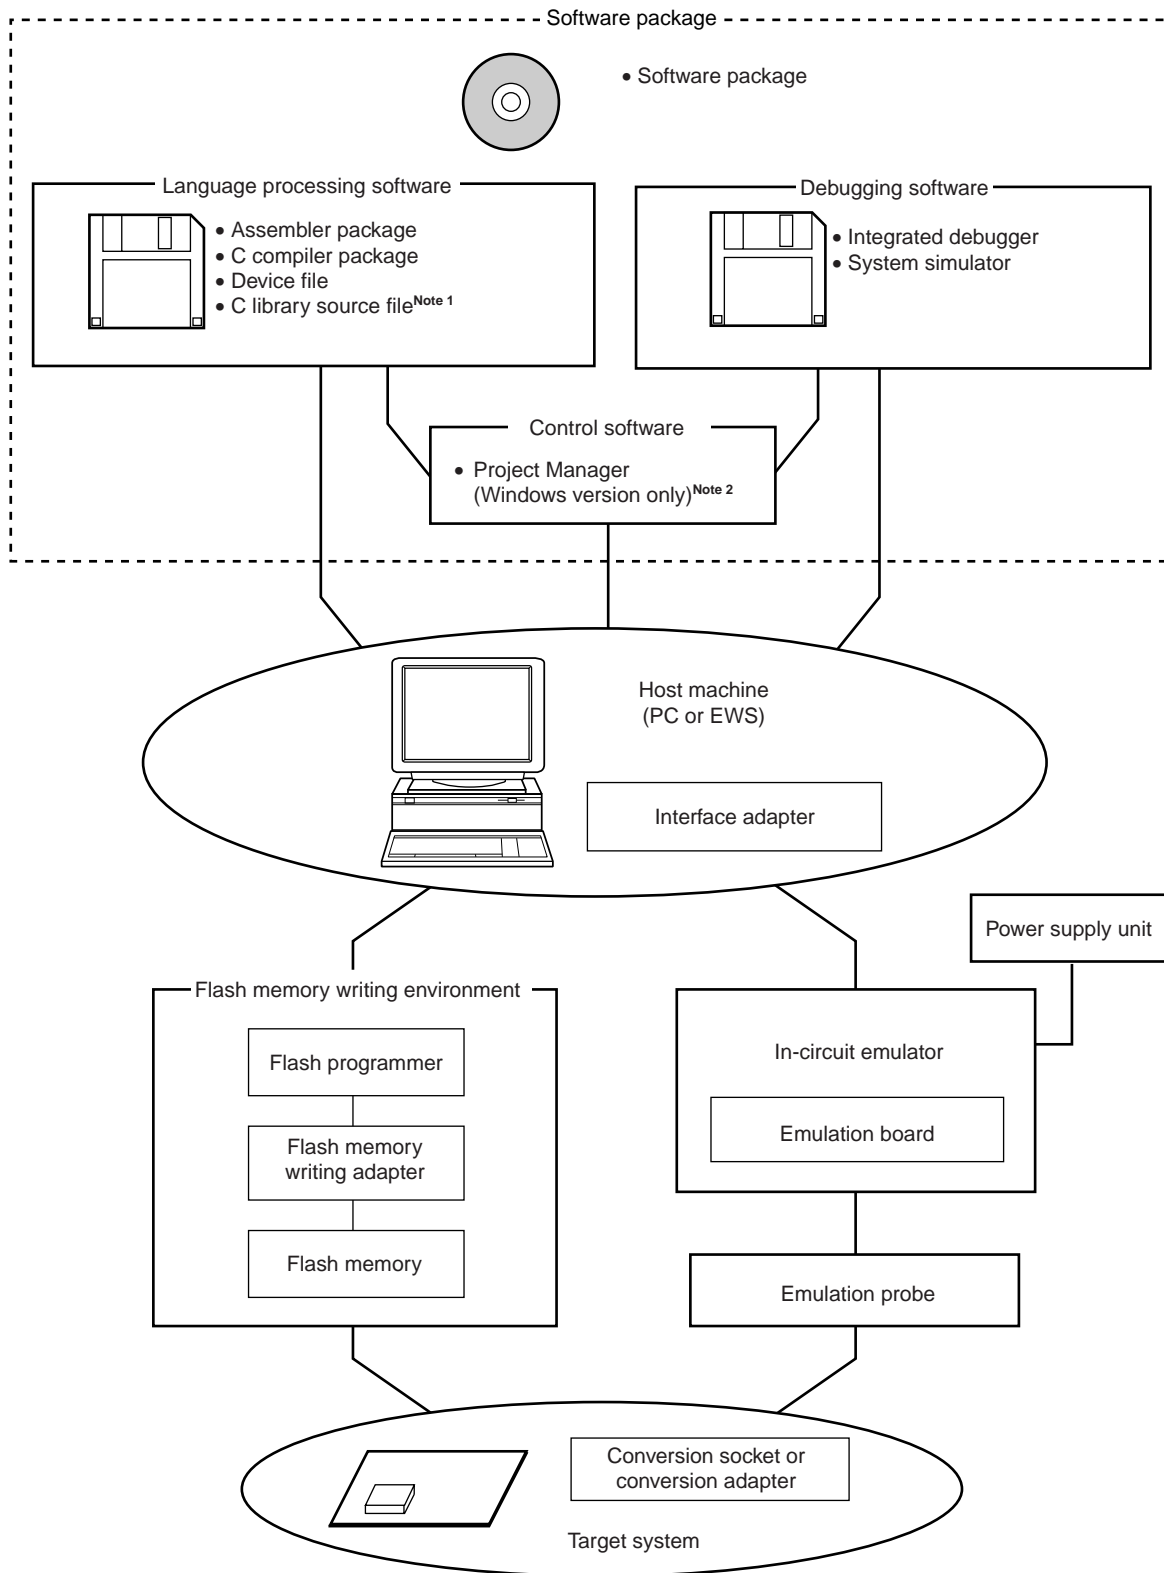 Software package
• Software package
Language processing software
• Assembler package
• C compiler package
• Device file
• C library source fileNote 1
Debugging software
• Integrated debugger
• System simulator
Control software
• Project Manager
(Windows version only)Note 2
Host machine
(PC or EWS)
Interface adapter
Power supply unit
Flash memory writing environment
Flash programmer
Flash memory
writing adapter
Flash memory
In-circuit emulator
Emulation board
Emulation probe
Conversion socket or
conversion adapter
Target system